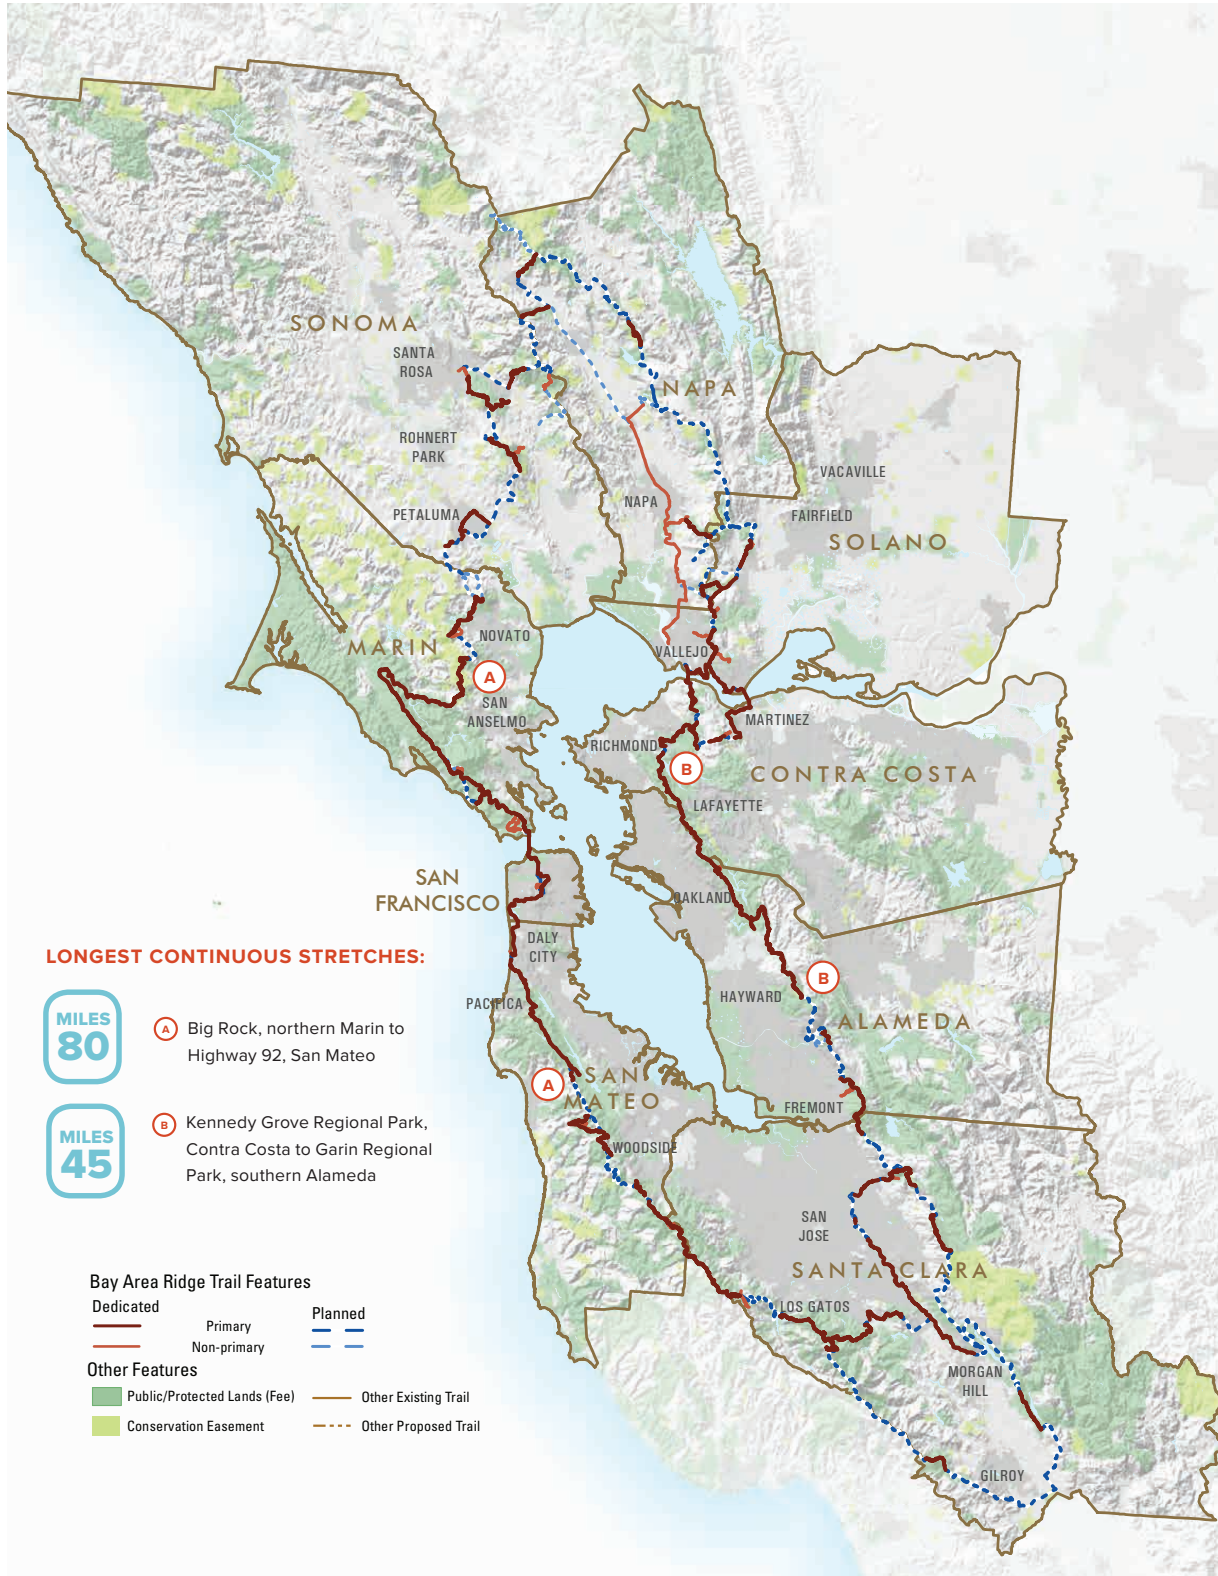 SONOMA
SANTA
ROSA
NAPA
ROHNERT
PARK
VACAVILLE
NAPA
PETALUMA
FAIRFIELD
SOLANO
NOVATO
MARIN
VALLEJO
A
SAN
ANSELMO
MARTINEZ
RICHMOND
B
CONTRA COSTA
LAFAYETTE
SAN
FRANCISCO
OAKLAND
DALY
CITY
LONGEST CONTINUOUS STRETCHES:
B
HAYWARD
PACIFICA
ALAMEDA
MILES
80
A
Big Rock, northern Marin to
Highway 92, San Mateo
A
SAN
MATEO
FREMONT
MILES
45
B
Kennedy Grove Regional Park,
Contra Costa to Garin Regional
Park, southern Alameda
WOODSIDE
SAN
JOSE
SANTA CLARA
LOS GATOS
MORGAN
HILL
GILROY
Bay Area Ridge Trail Features
Dedicated
Planned
Primary
Non-primary
Other Features
Public/Protected Lands (Fee)
Other Existing Trail
Conservation Easement
Other Proposed Trail